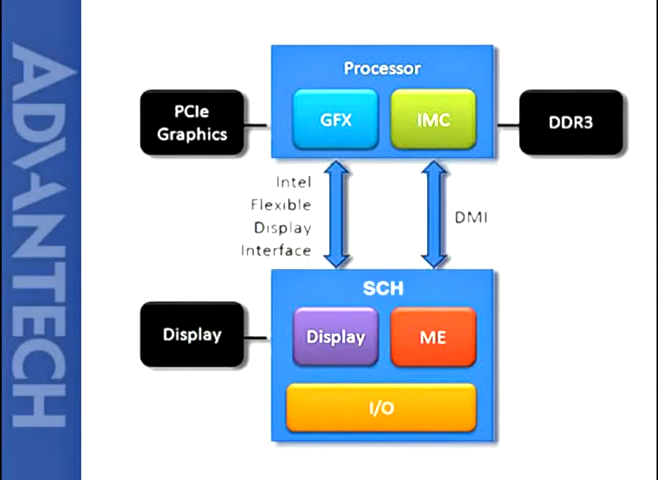 ADVANTECH
Processor
PCIe
Graphics
GFX
IMC
DDR3
Intel
Flexible
Display
Interface
DMI
SCH
Display
Display
ME
I/O